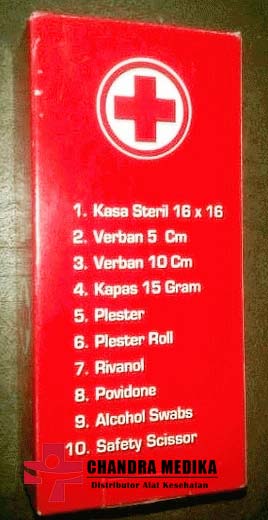 1. Kasa Steril 16 x 16
2. Verban 5 Cm
3. Verban 10 Cm
4. Kapas 15 Gram
5. Plester
6. Plester Roll
7. Rivanol
8. Povidone
9. Alcohol Swabs
10. Safety Scissor
CHANDRA MEDIKA
Distributor Alat Kesehatan